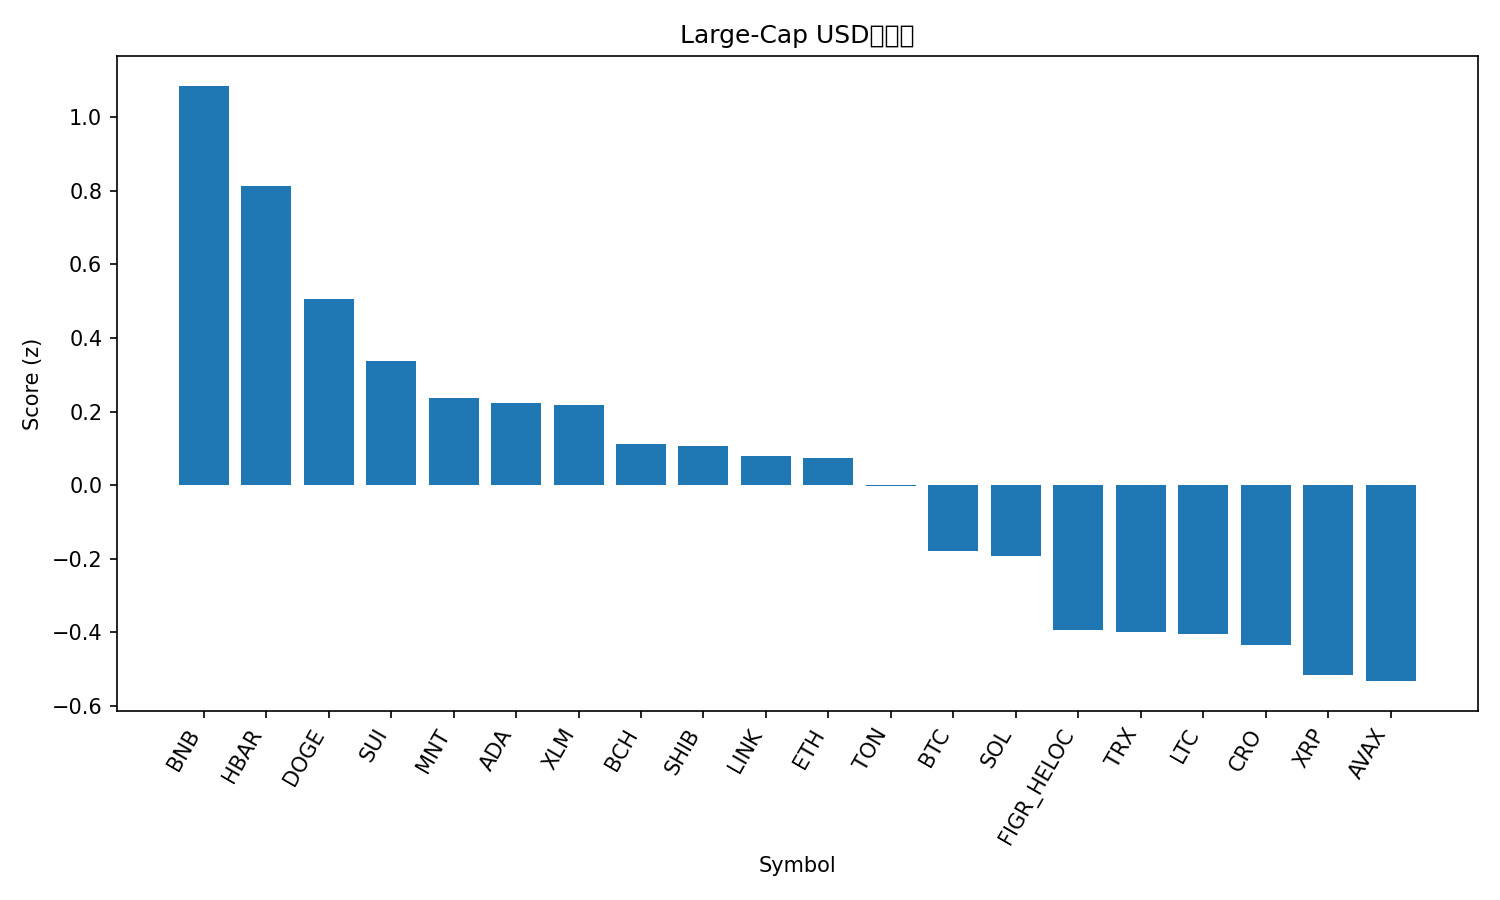 Large-Cap USD
Score (z)
1.0
0.8
0.6
0.4
0.2
0.0
−0.2
−0.4
−0.6
BNB
HBAR
DOGE
SUI
MNT
ADA
XLM
BCH
SHIB
LINK
ETH
TON
BTC
SOL
FIGR_HELOC
TRX
LTC
CRO
XRP
AVAX
Symbol